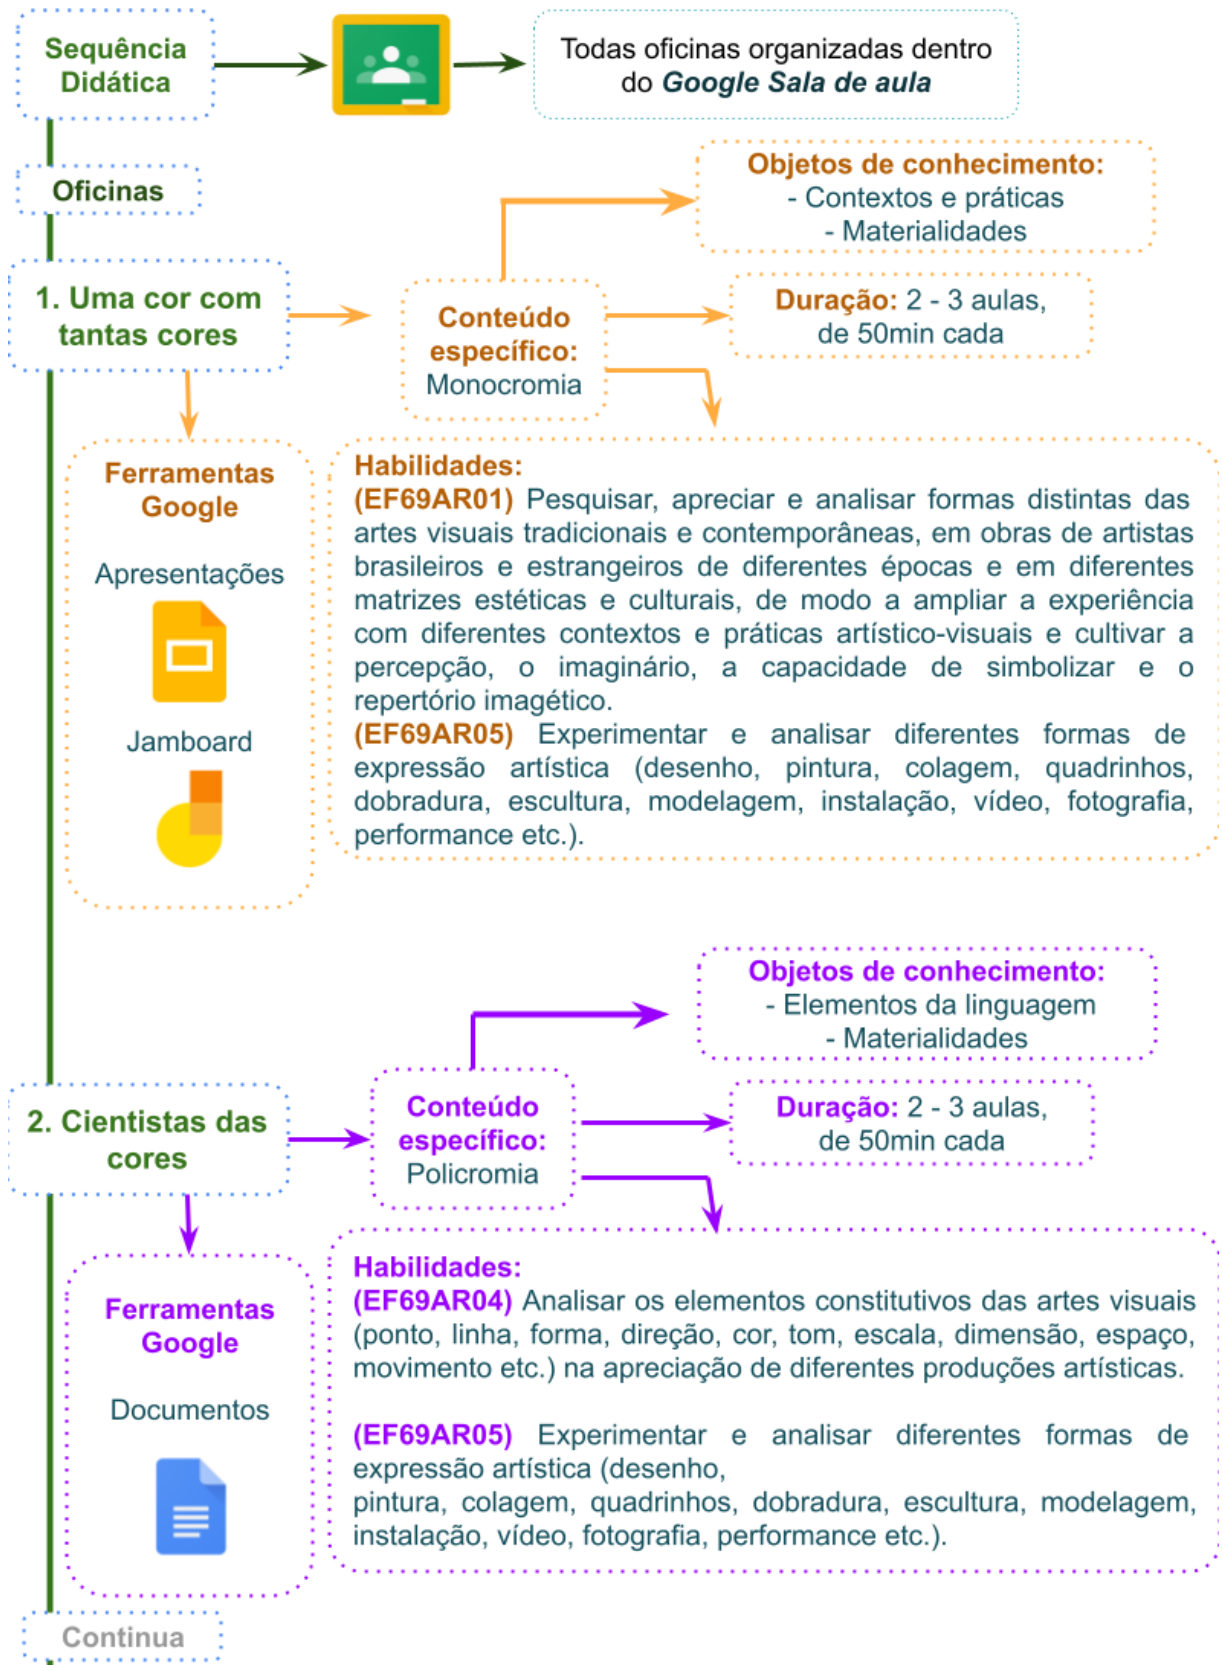 Sequência
Didática
Todas oficinas organizadas dentro
do Google Sala de aula
Oficinas
Objetos de conhecimento:
- Contextos e práticas
- Materialidades
1. Uma cor com
tantas cores
Conteúdo
específico:
Monocromia
Duração: 2 - 3 aulas,
de 50min cada
Ferramentas
Google
Apresentações
Jamboard
Habilidades:
(EF69AR01) Pesquisar, apreciar e analisar formas distintas das
artes visuais tradicionais e contemporâneas, em obras de artistas
brasileiros e estrangeiros de diferentes épocas e em diferentes
matrizes estéticas e culturais, de modo a ampliar a experiência
com diferentes contextos e práticas artístico-visuais e cultivar a
percepção, o imaginário, a capacidade de simbolizar e o
repertório imagético.
(EF69AR05) Experimentar e analisar diferentes formas de
expressão artística (desenho, pintura, colagem, quadrinhos,
dobradura, escultura, modelagem, instalação, vídeo, fotografia,
performance etc.).
Objetos de conhecimento:
- Elementos da linguagem
- Materialidades
2. Cientistas das
cores
Conteúdo
específico:
Policromia
Duração: 2 - 3 aulas,
de 50min cada
Ferramentas
Google
Documentos
Habilidades:
(EF69AR04) Analisar os elementos constitutivos das artes visuais
(ponto, linha, forma, direção, cor, tom, escala, dimensão, espaço,
movimento etc.) na apreciação de diferentes produções artísticas.
(EF69AR05) Experimentar e analisar diferentes formas de
expressão artística (desenho,
pintura, colagem, quadrinhos, dobradura, escultura, modelagem,
instalação, vídeo, fotografia, performance etc.).
Continua